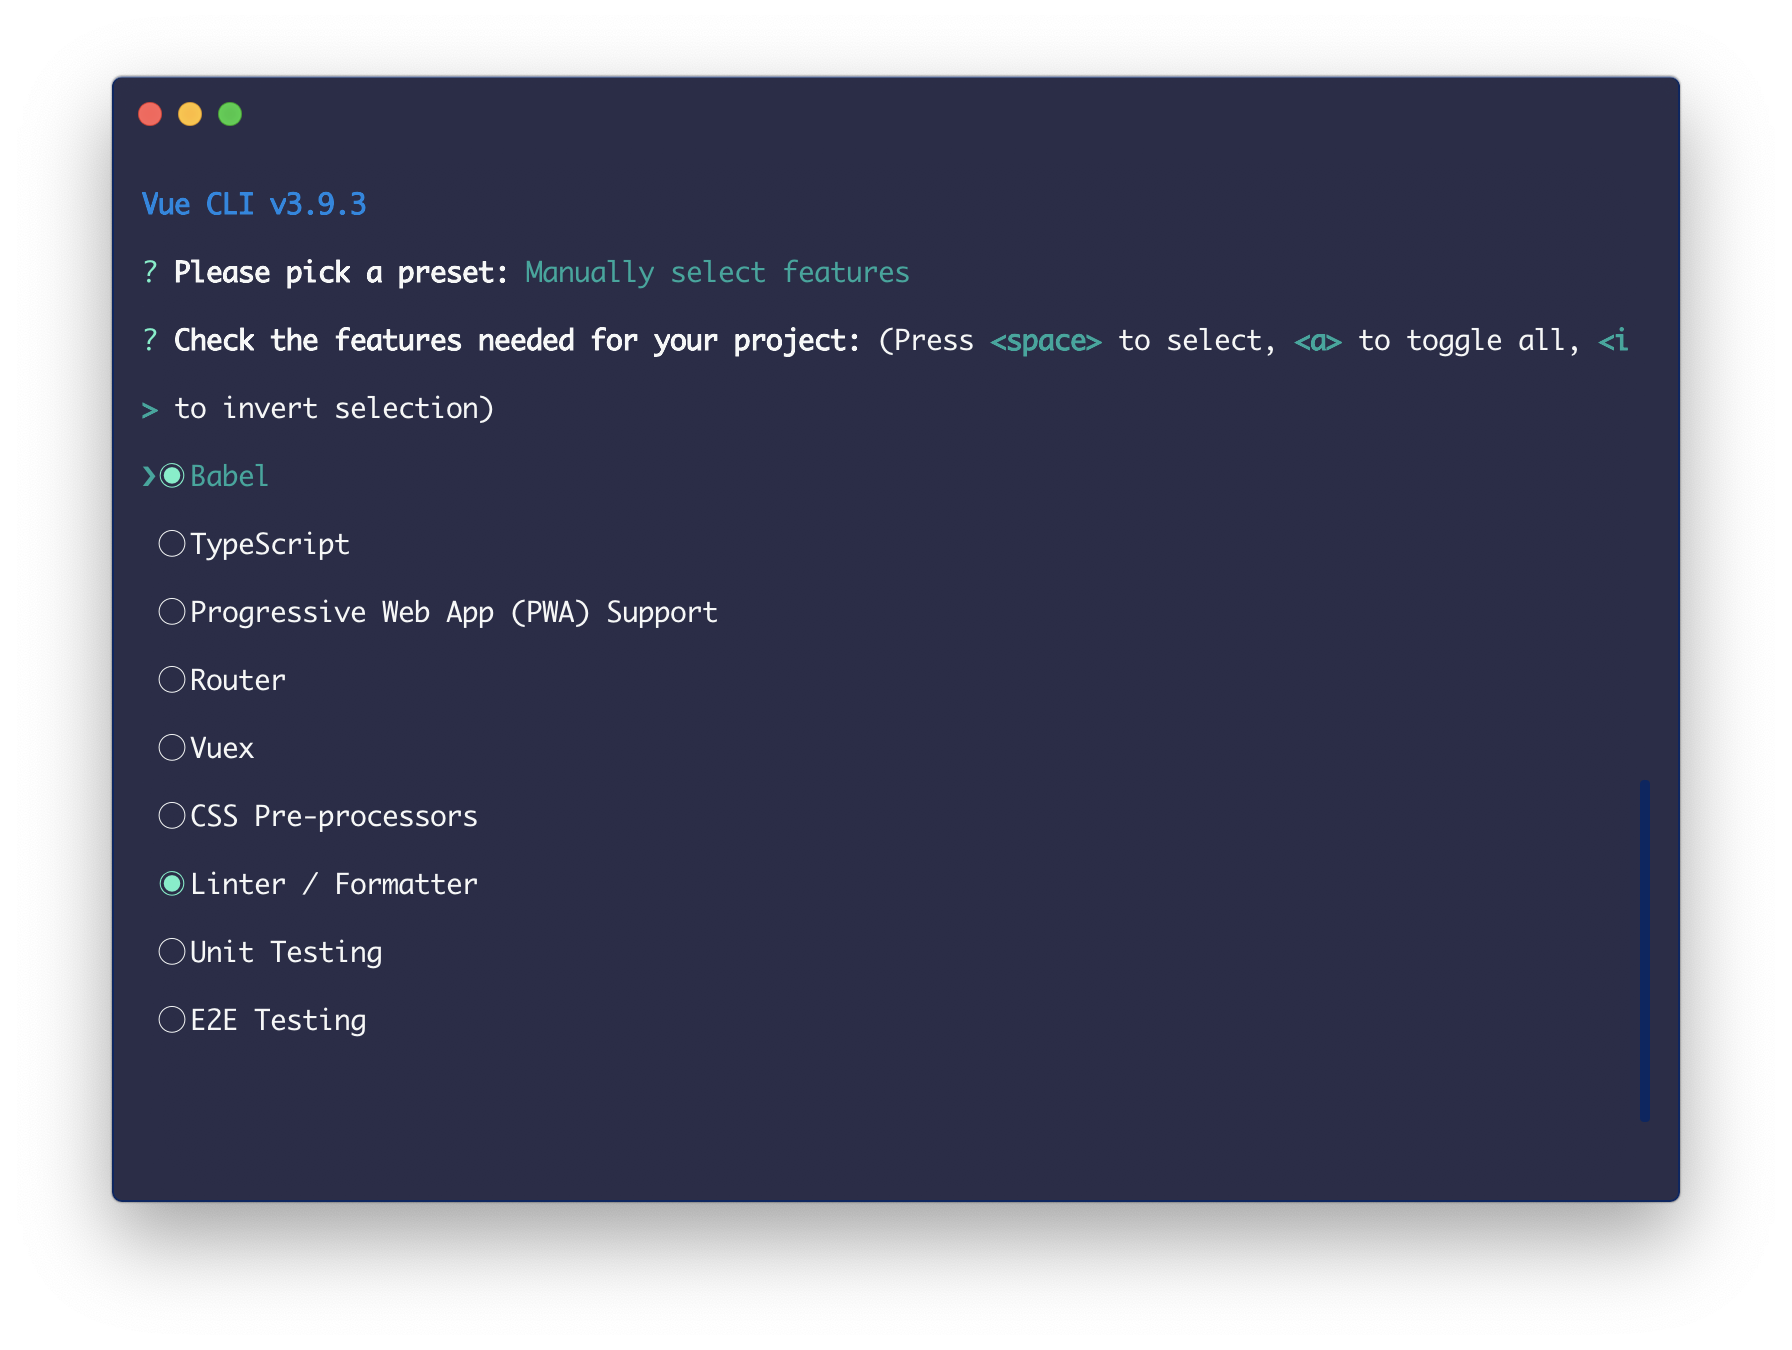 Vue CLI v3.9.3
? Please pick a preset: Manually select features
? Check the features needed for your project: (Press <space> to select, <a> to toggle all, <i
> to invert selection)
❯◉Babel
◯TypeScript
◯Progressive Web App (PWA) Support
◯Router
◯Vuex
◯CSS Pre-processors
◉Linter / Formatter
◯Unit Testing
◯E2E Testing